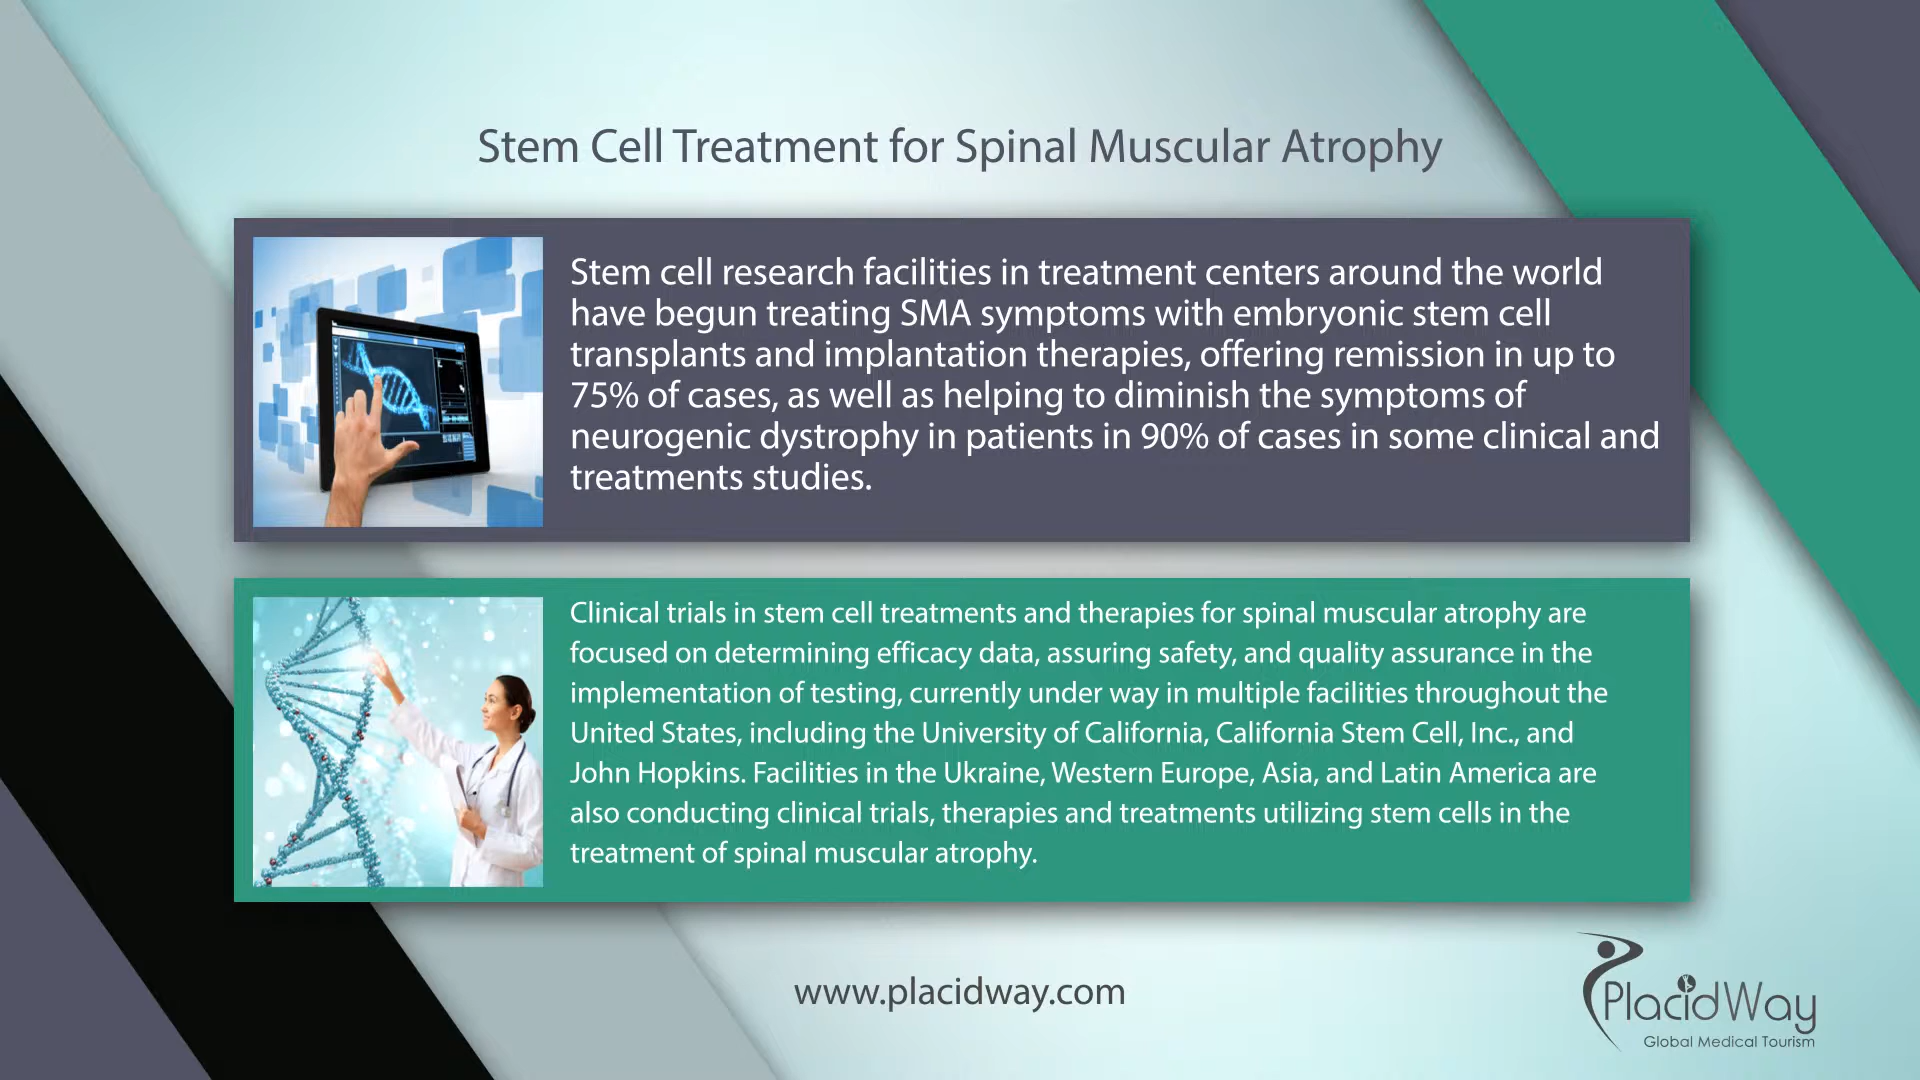 Stem Cell Treatment for Spinal Muscular Atrophy
Stem cell research facilities in treatment centers around the world
have begun treating SMA symptoms with embryonic stem cell
transplants and implantation therapies, offering remission in up to
75% of cases, as well as helping to diminish the symptoms of
neurogenic dystrophy in patients in 90% of cases in some clinical and
treatments studies.
Clinical trials in stem cell treatments and therapies for spinal muscular atrophy are
focused on determining efficacy data, assuring safety, and quality assurance in the
implementation of testing, currently under way in multiple facilities throughout the
United States, including the University of California, California Stem Cell, Inc., and
John Hopkins. Facilities in the Ukraine, Western Europe, Asia, and Latin America are
also conducting clinical trials, therapies and treatments utilizing stem cells in the
treatment of spinal muscular atrophy.
www.placidway.com
PlacidWay
Global Medical Tourism